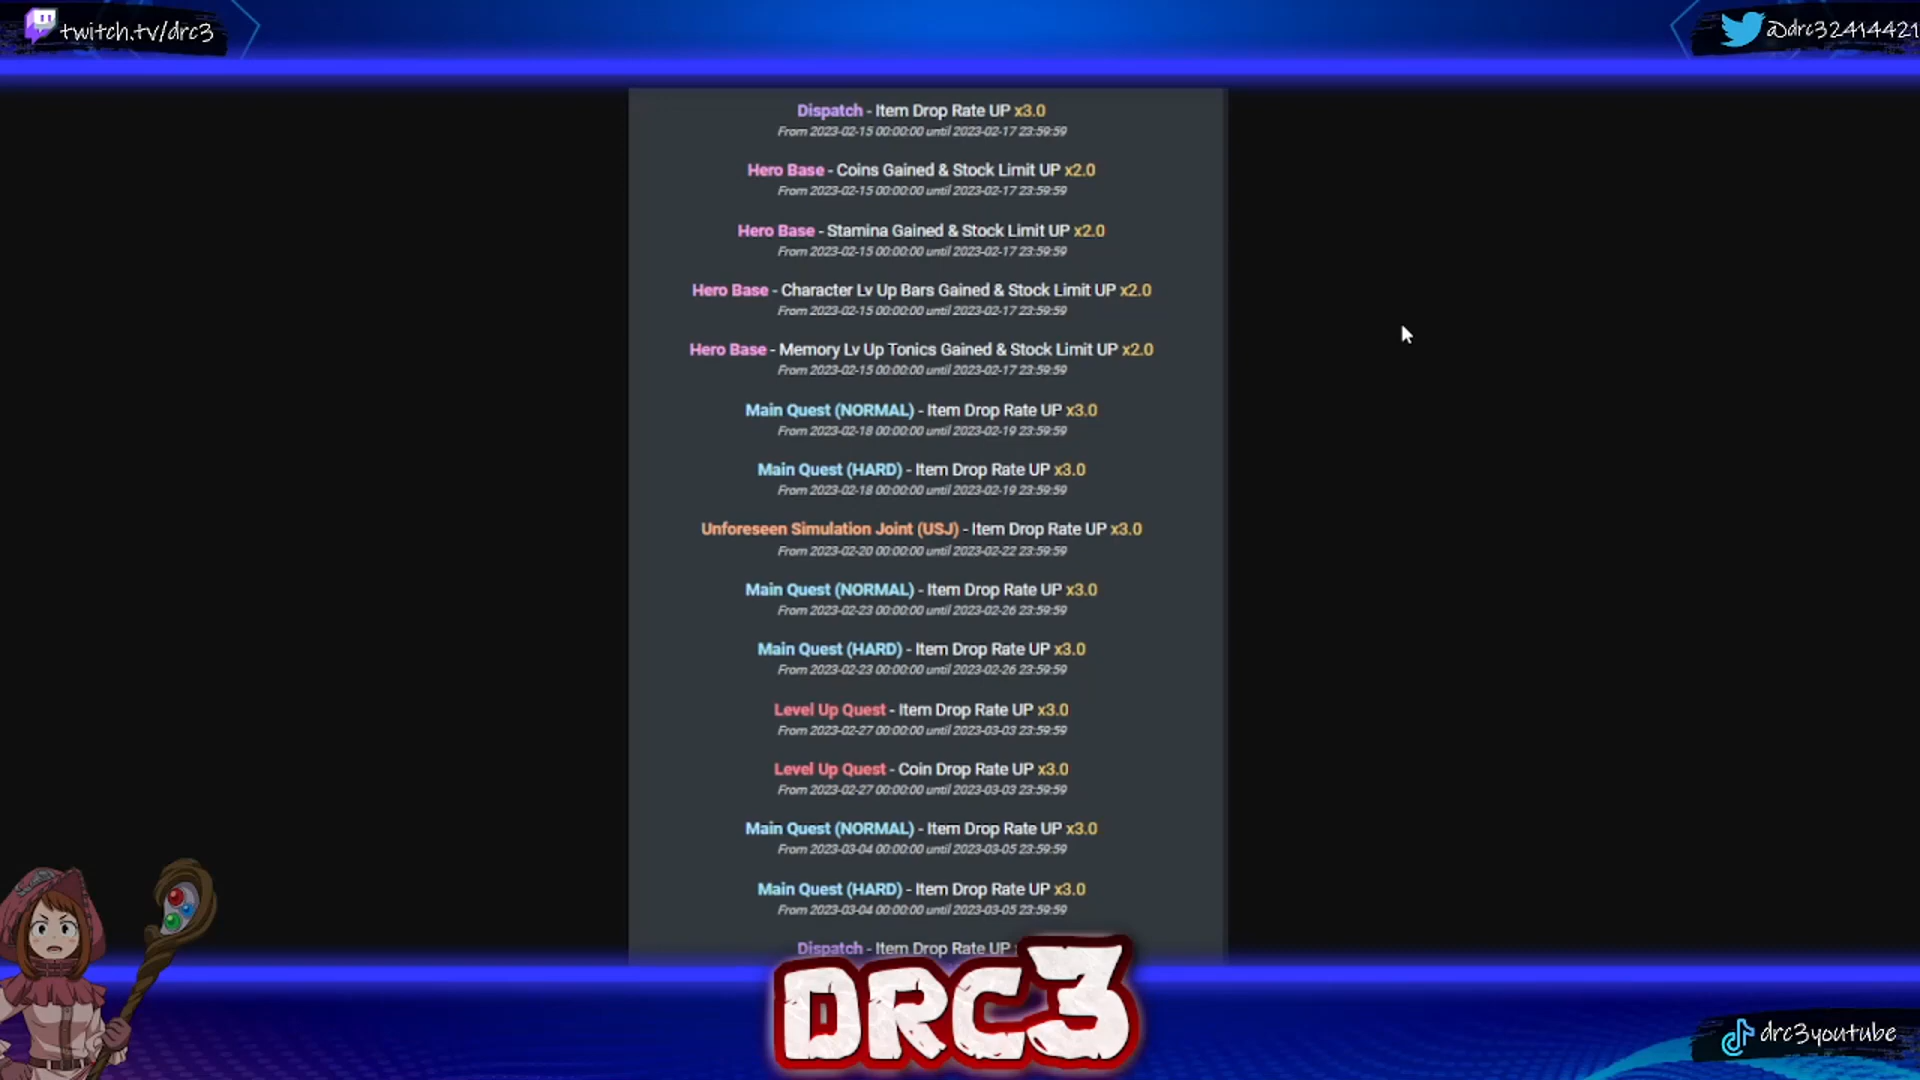 twitch.tv/drc3
@drc32414421
Dispatch - Item Drop Rate UP x3.0
From 2023-02-15 00:00:00 until 2023-02-17 23:59:59
Hero Base - Coins Gained & Stock Limit UP x2.0
From 2023-02-15 00:00:00 until 2023-02-17 23:59:59
Hero Base - Stamina Gained & Stock Limit UP x2.0
From 2023-02-15 00:00:00 until 2023-02-17 23:59:59
Hero Base - Character Lv Up Bars Gained & Stock Limit UP x2.0
From 2023-02-15 00:00:00 until 2023-02-17 23:59:59
Hero Base - Memory Lv Up Tonics Gained & Stock Limit UP x2.0
From 2023-02-15 00:00:00 until 2023-02-17 23:59:59
Main Quest (NORMAL) - Item Drop Rate UP x3.0
From 2023-02-18 00:00:00 until 2023-02-19 23:59:59
Main Quest (HARD) - Item Drop Rate UP x3.0
From 2023-02-18 00:00:00 until 2023-02-19 23:59:59
Unforeseen Simulation Joint (USJ) - Item Drop Rate UP x3.0
From 2023-02-20 00:00:00 until 2023-02-22 23:59:59
Main Quest (NORMAL) - Item Drop Rate UP x3.0
From 2023-02-23 00:00:00 until 2023-02-26 23:59:59
Main Quest (HARD) - Item Drop Rate UP x3.0
From 2023-02-23 00:00:00 until 2023-02-26 23:59:59
Level Up Quest - Item Drop Rate UP x3.0
From 2023-02-27 00:00:00 until 2023-03-03 23:59:59
Level Up Quest - Coin Drop Rate UP x3.0
From 2023-02-27 00:00:00 until 2023-03-03 23:59:59
Main Quest (NORMAL) - Item Drop Rate UP x3.0
From 2023-03-04 00:00:00 until 2023-03-05 23:59:59
Main Quest (HARD) - Item Drop Rate UP x3.0
From 2023-03-04 00:00:00 until 2023-03-05 23:59:59
Dispatch - Item Drop Rate UP
DRC3
drc3youtube